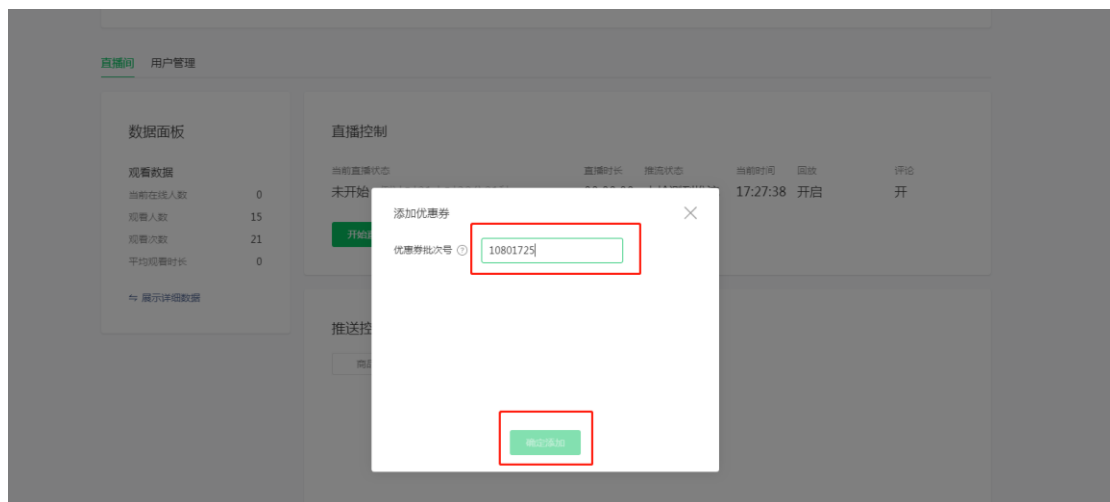 直播间 用户管理
数据面板
观看数据
当前在线人数 0
观看人数 15
观看次数 21
平均观看时长 0
展示详细数据
直播控制
当前直播状态 直播时长 推流状态 当前时间 回放 评论
未开始 17:27:38 开启 开
开始
添加优惠券
优惠券批次号 10801725
确定添加
推送控
商品